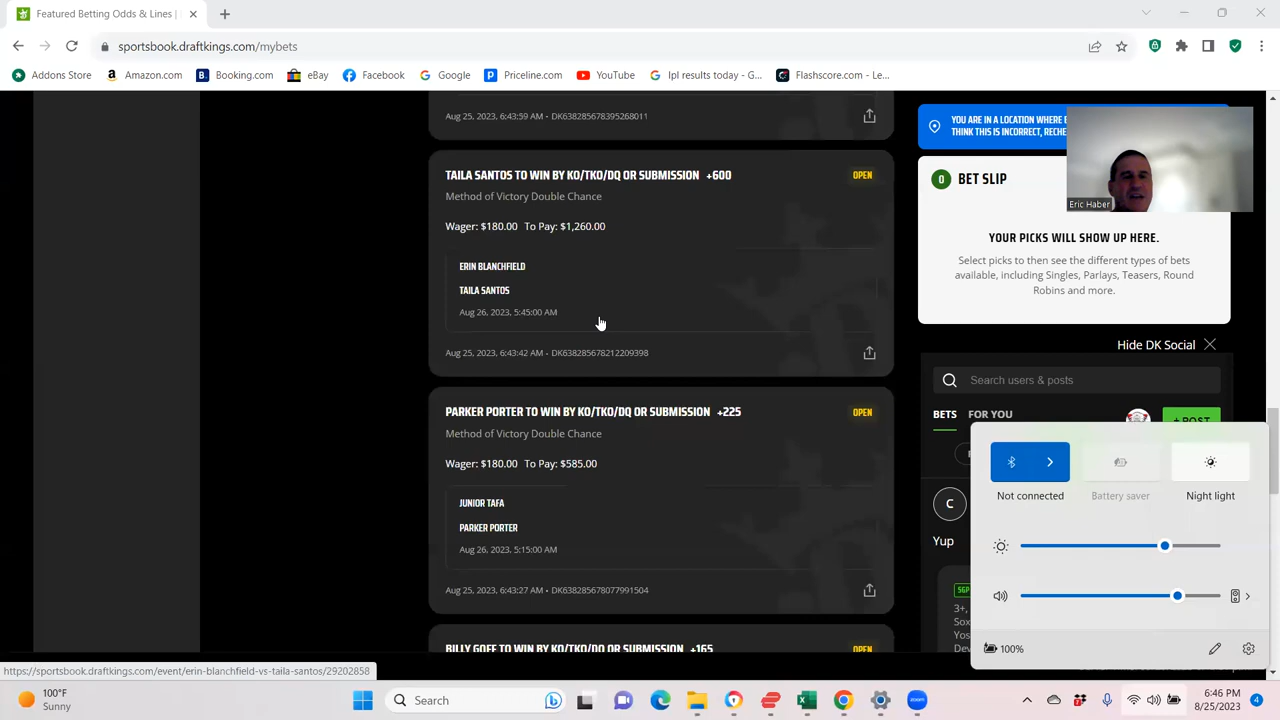 Featured Betting Odds & Lines |
sportsbook.draftkings.com/mybets
Addons Store
Amazon.com
Booking.com
eBay
Facebook
Google
Priceline.com
YouTube
Ipl results today - G...
Flashscore.com - Le...
Aug 25, 2023, 6:43:59 AM • DK638285678395268011
TAILA SANTOS TO WIN BY KO/TKO/DQ OR SUBMISSION +600
OPEN
Method of Victory Double Chance
Wager: $180.00 To Pay: $1,260.00
ERIN BLANCHFIELD
TAILA SANTOS
Aug 26, 2023, 5:45:00 AM
Aug 25, 2023, 6:43:42 AM • DK638285678212209398
PARKER PORTER TO WIN BY KO/TKO/DQ OR SUBMISSION +225
OPEN
Method of Victory Double Chance
Wager: $180.00 To Pay: $585.00
JUNIOR TAFA
PARKER PORTER
Aug 26, 2023, 5:15:00 AM
Aug 25, 2023, 6:43:27 AM • DK638285678077991504
BILLY GOFF TO WIN BY KO/TKO/DQ OR SUBMISSION +165
OPEN
YOU ARE IN A LOCATION WHERE
THINK THIS IS INCORRECT,
Eric Haber
0 BET SLIP
YOUR PICKS WILL SHOW UP HERE.
Select picks to then see the different types of bets
available, including Singles, Parlays, Teasers, Round
Robins and more.
Hide DK Social
Search users & posts
BETS FOR YOU
+ POST
C
Yup
SGP
3+,
Sox
Yos
Dev
Not connected
Battery saver
Night light
100%
https://sportsbook.draftkings.com/event/erin-blanchfield-vs-taila-santos/29202858
100°F
Sunny
Search
6:46 PM
8/25/2023
4